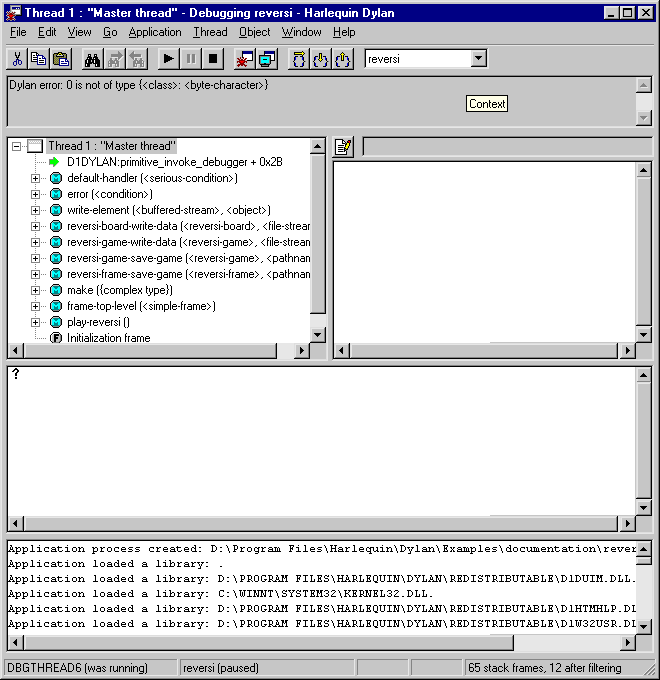 Thread 1 : "Master thread" - Debugging reversi - Harlequin Dylan
File Edit View Go Application Thread Object Window Help
reversi
Dylan error: 0 is not of type {<class>: <byte-character>}
Context
Thread 1 : "Master thread"
D1DYLAN:primitive_invoke_debugger + 0x2B
default-handler (<serious-condition>)
error (<condition>)
write-element (<buffered-stream>, <object>)
reversi-board-write-data (<reversi-board>, <file-stream
reversi-game-write-data (<reversi-game>, <file-stream
reversi-game-save-game (<reversi-game>, <pathnan
reversi-frame-save-game (<reversi-frame>, <pathnan
make ({complex type})
frame-top-level (<simple-frame>)
play-reversi ()
Initialization frame
?
Application process created: D:\Program Files\Harlequin\Dylan\Examples\documentation\rever
Application loaded a library: .
Application loaded a library: D:\PROGRAM FILES\HARLEQUIN\DYLAN\REDISTRIBUTABLE\D1DUIM.DLL.
Application loaded a library: C:\WINNT\SYSTEM32\KERNEL32.DLL.
Application loaded a library: D:\PROGRAM FILES\HARLEQUIN\DYLAN\REDISTRIBUTABLE\D1HTMHLP.DL
Application loaded a library: D:\PROGRAM FILES\HARLEQUIN\DYLAN\REDISTRIBUTABLE\D1W32USR.DL
DBGTHREAD6 (was running) reversi (paused) 65 stack frames, 12 after filtering